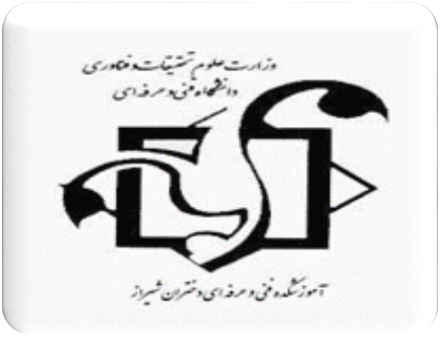 وزارت علوم تحقیقات و فناوری
دانشگاه فنی و حرفه ای
آموزشکده فنی و حرفه ای دختران شیراز